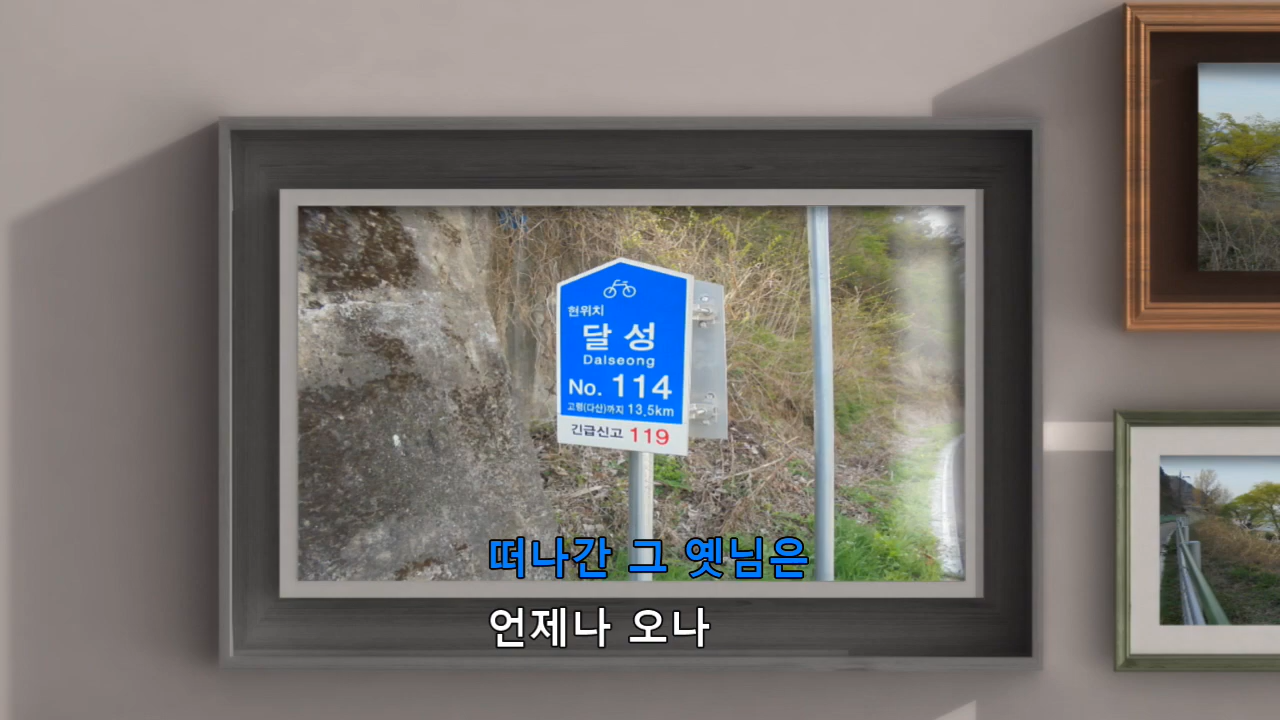 현위치
달성
Dalseong
No. 114
고령(다산)까지 13.5km
긴급신고 119
떠나간 그 옛님은
언제나 오나